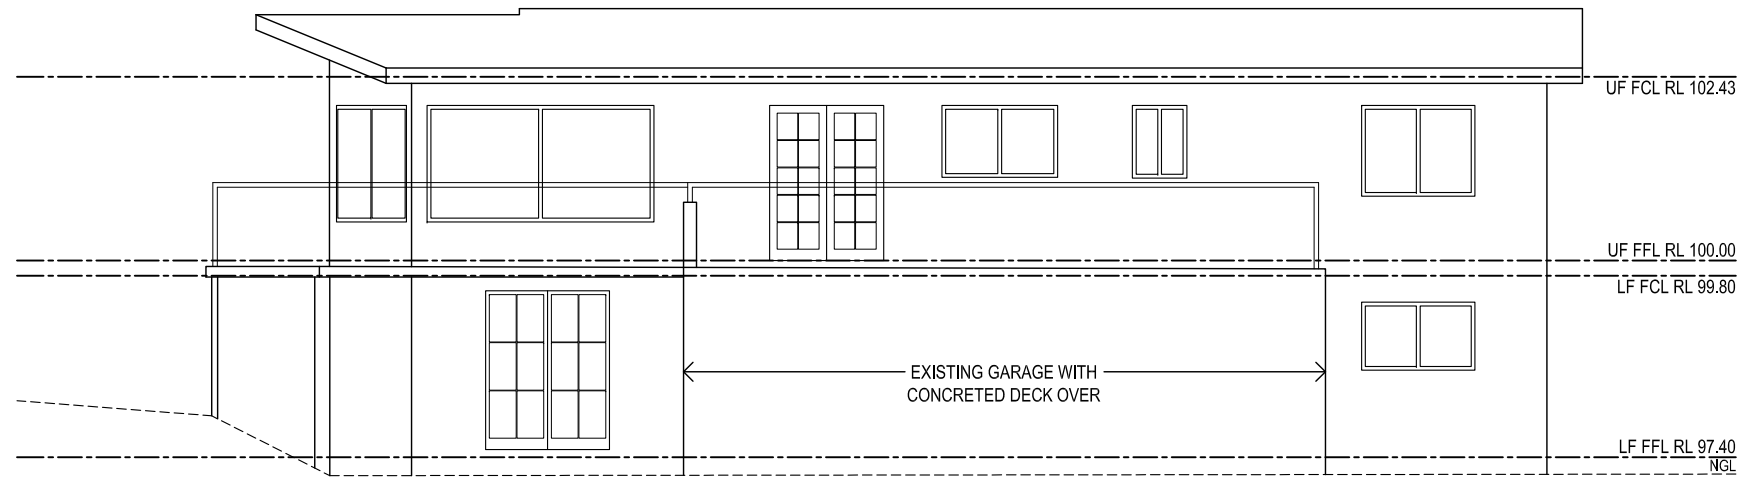 UF FCL RL 102.43
UF FFL RL 100.00
LF FCL RL 99.80
EXISTING GARAGE WITH
CONCRETED DECK OVER
LF FFL RL 97.40
NGL